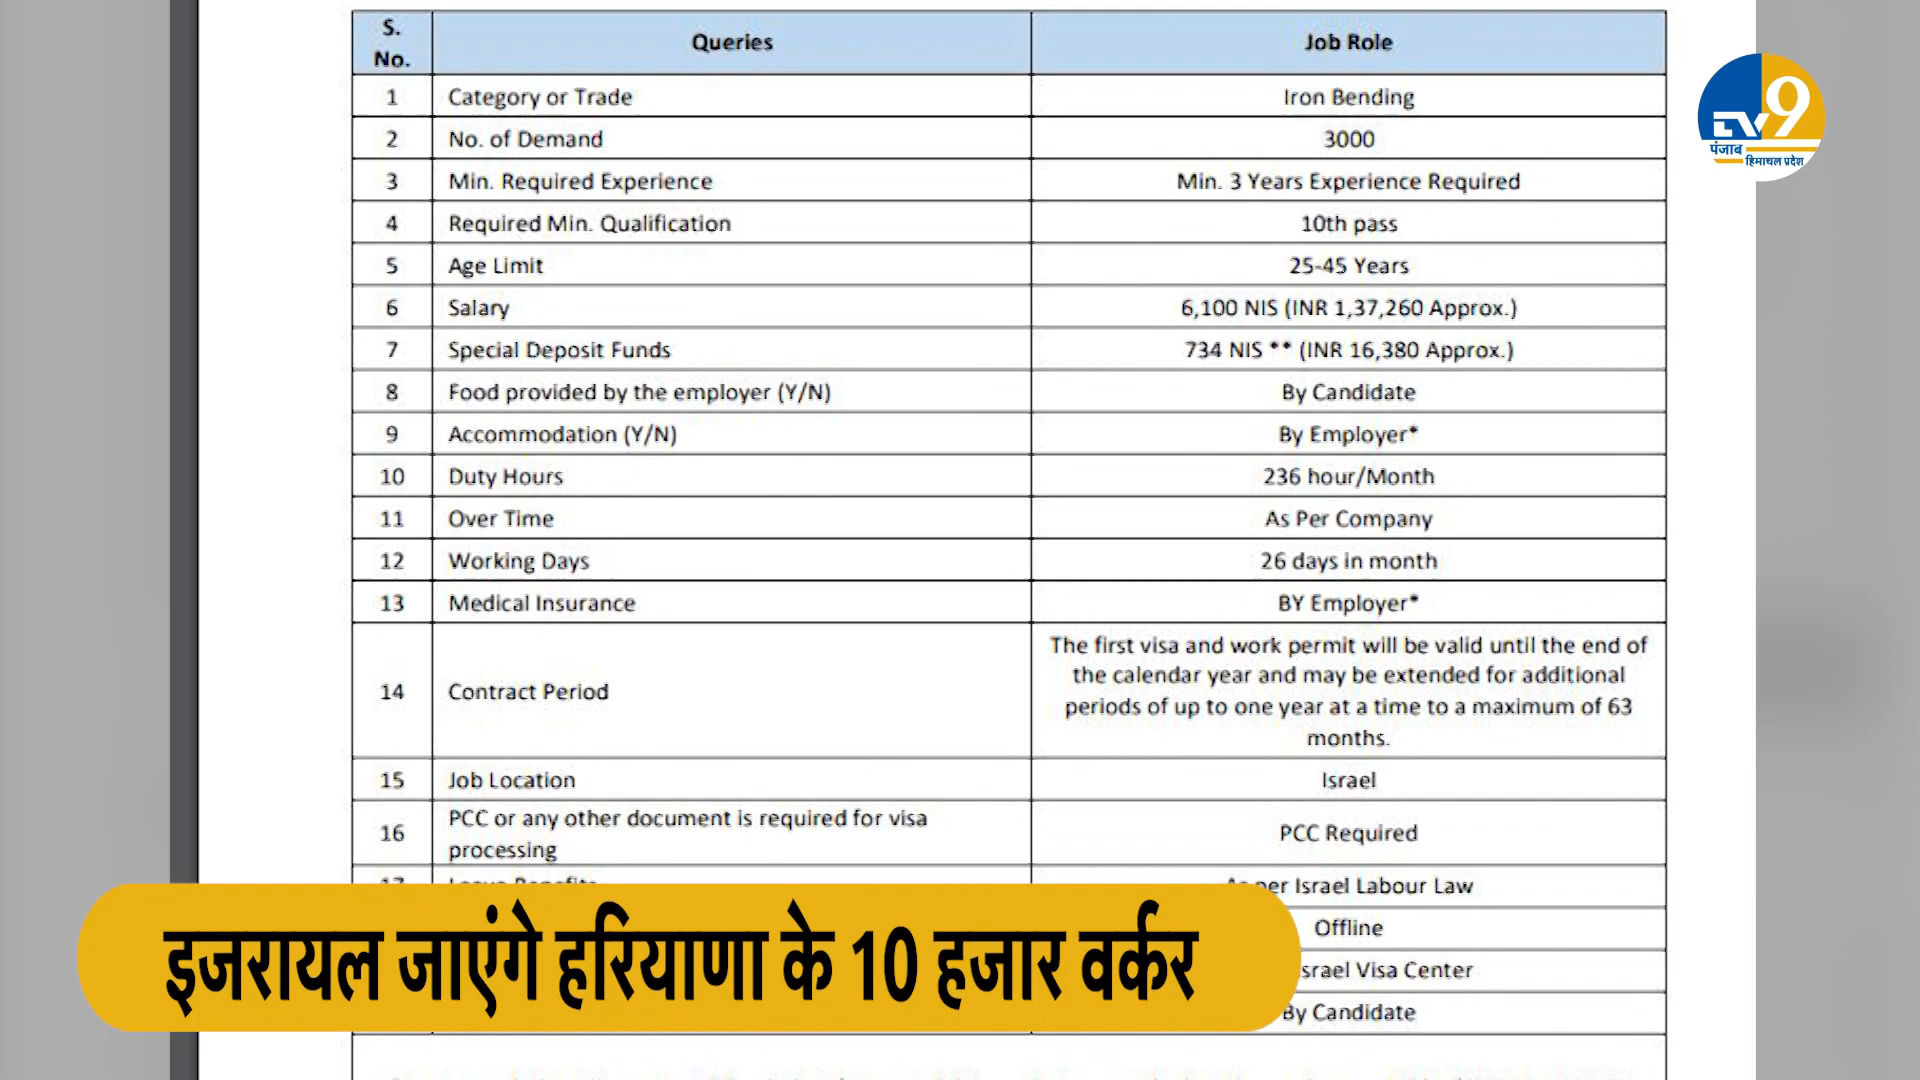 S. No. Queries Job Role
1 Category or Trade Iron Bending
2 No. of Demand 3000
3 Min. Required Experience Min. 3 Years Experience Required
4 Required Min. Qualification 10th pass
5 Age Limit 25-45 Years
6 Salary 6,100 NIS (INR 1,37,260 Approx.)
7 Special Deposit Funds 734 NIS ** (INR 16,380 Approx.)
8 Food provided by the employer (Y/N) By Candidate
9 Accommodation (Y/N) By Employer*
10 Duty Hours 236 hour/Month
11 Over Time As Per Company
12 Working Days 26 days in month
13 Medical Insurance BY Employer*
14 Contract Period The first visa and work permit will be valid until the end of
the calendar year and may be extended for additional
periods of up to one year at a time to a maximum of 63
months.
15 Job Location Israel
16 PCC or any other document is required for visa
processing PCC Required
17 Leave Benefits As per Israel Labour Law
Offline
Israel Visa Center
By Candidate
TV9
पंजाब
हिमाचल प्रदेश
इजरायल जाएंगे हरियाणा के 10 हजार वर्कर